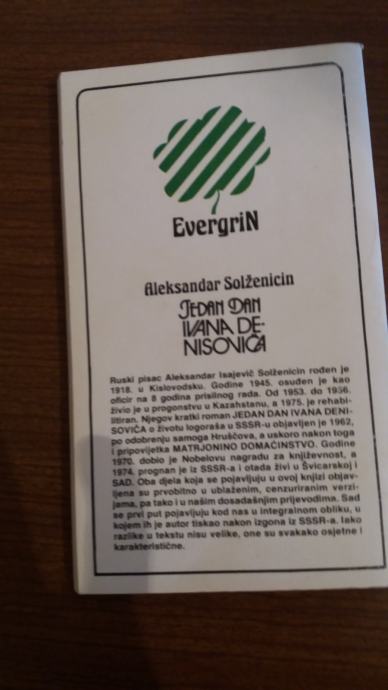 EvergriN
Aleksandar Solženicin
JEDAN DAN
IVANA DE-
NISOVIČA
Ruski pisac Aleksandar Isajevič Solženicin rođen je
1918. u Kislovodsku. Godine 1945. osuđen je kao
oficir na 8 godina prisilnog rada. Od 1953. do 1956.
živio je u progonstvu u Kazahstanu, a 1975. je rehabi-
litiran. Njegov kratki roman JEDAN DAN IVANA DENI-
SOVIČA o životu logoraša u SSSR-u objavljen je 1962,
po odobrenju samoga Hruščova, a uskoro nakon toga
i pripovijetka MATRJONINO DOMAĆINSTVO. Godine
1970. dobio je Nobelovu nagradu za književnost, a
1974. prognan je iz SSSR-a i otada živi u Švicarskoj i
SAD. Oba djela koja se pojavljuju u ovoj knjizi objav-
ljena su prvobitno u ublaženim, cenzuriranim verzi-
jama, pa tako i u našim dosadašnjim prijevodima. Sad
se prvi put pojavljuju kod nas u integralnom obliku, u
kojem ih je autor tiskao nakon izgona iz SSSR-a. Iako
razlike u tekstu nisu velike, one su svakako osjetne i
karakteristične.